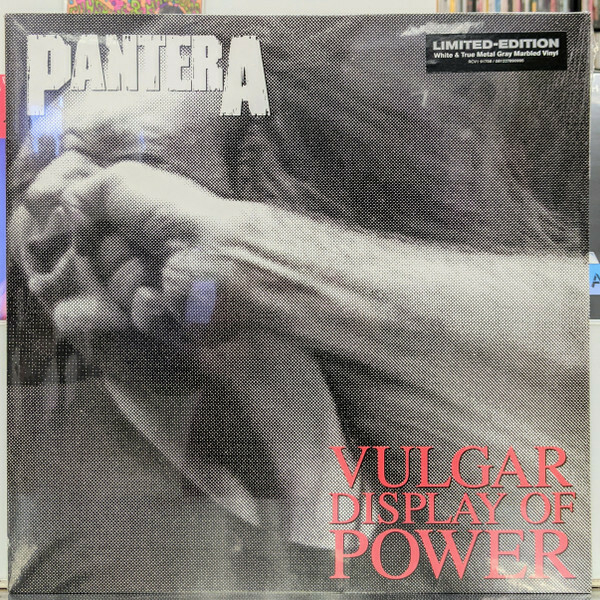 PANTERA
LIMITED-EDITION
White & True Metal Gray Marbled Vinyl
VULGAR
DISPLAY OF
POWER